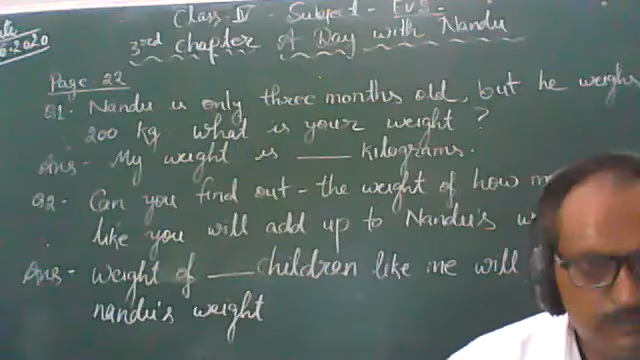 Class-IV - Subject - EVS -
3rd Chapter A Day with Nandu
Page-22
Q1. Nandu is only three months old, but he weighs
200 kg. What is your weight ?
Ans - My weight is ___ kilograms.
Q2 - Can you find out - the weight of how
like you will add up to Nandu's
Ans - Weight of ___ children like me will
nandu's weight